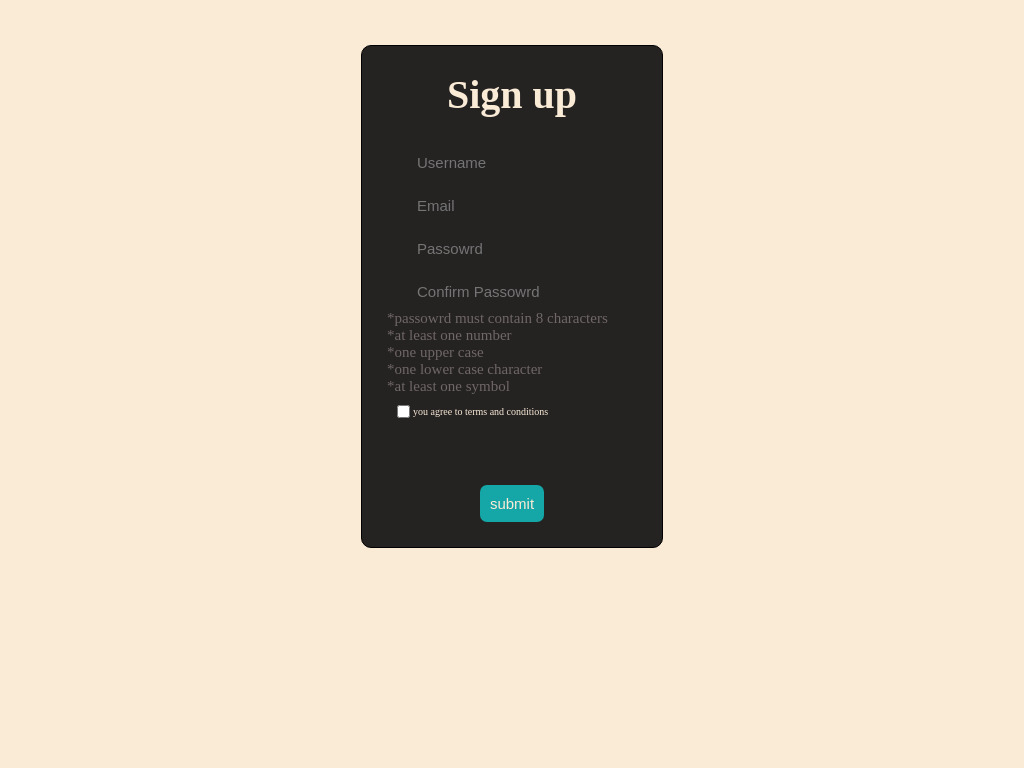 Sign up
Username
Email
Passowrd
Confirm Passowrd
*passowrd must contain 8 characters
*at least one number
*one upper case
*one lower case character
*at least one symbol
you agree to terms and conditions
submit